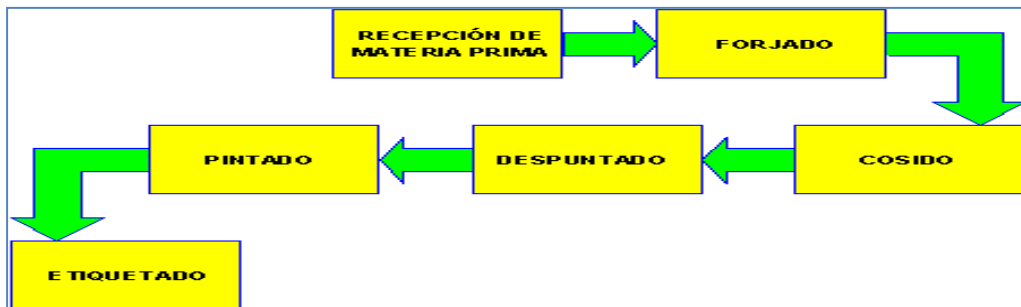 RECEPCIÓN DE
MATERIA PRIMA
FORJADO
COSIDO
DESPUNTADO
PINTADO
ETIQUETADO